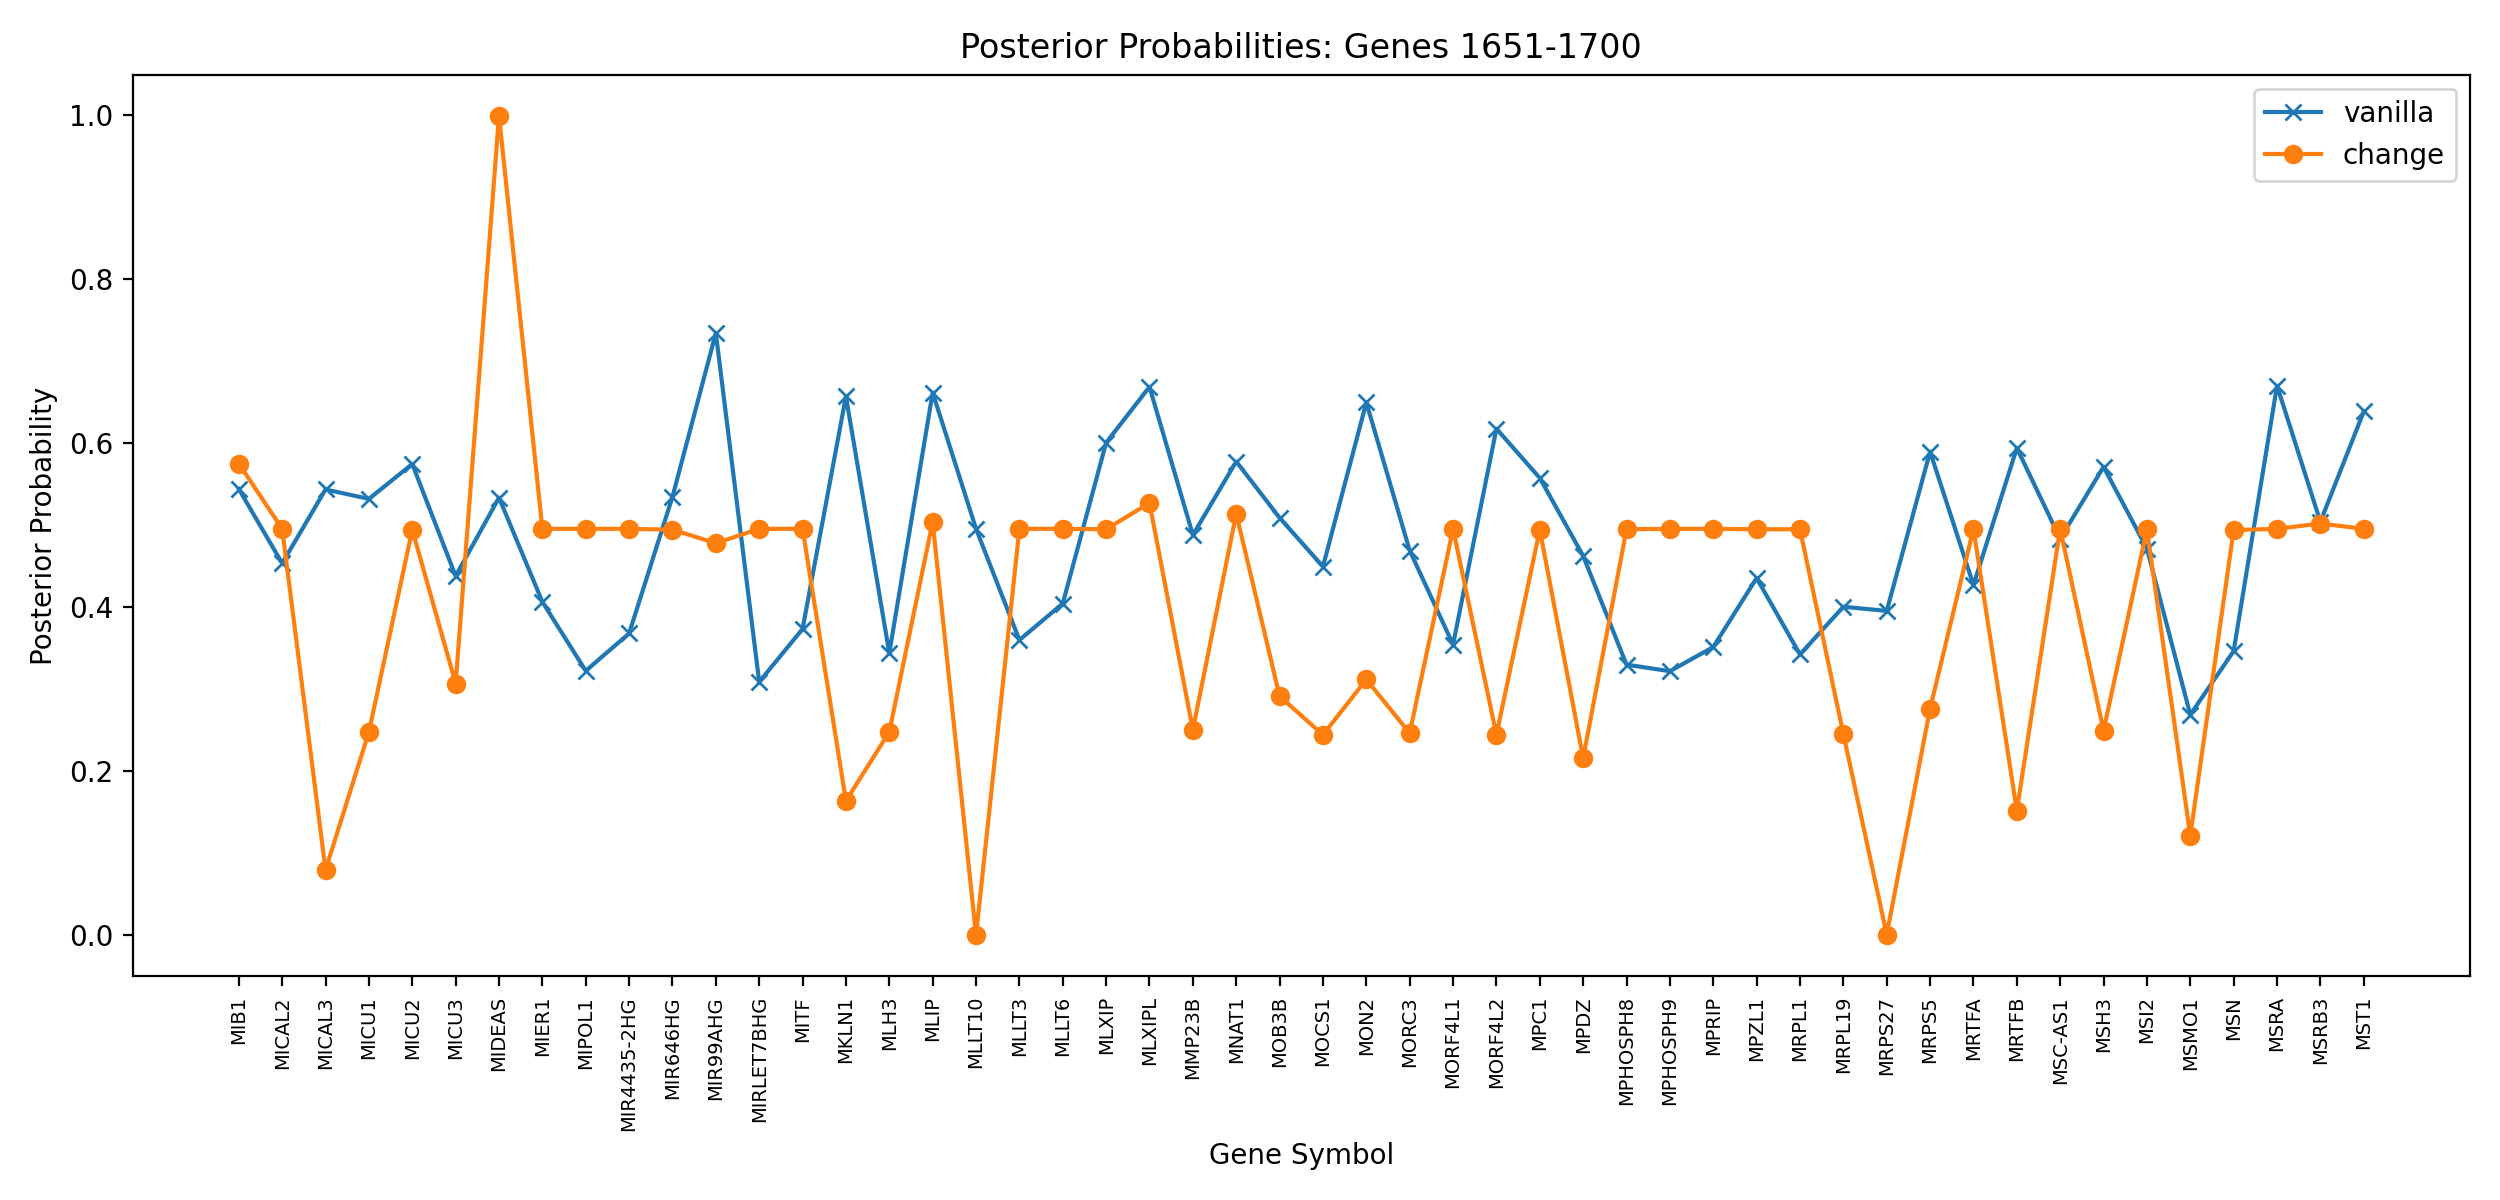 Posterior Probabilities: Genes 1651-1700
vanilla
change
Posterior Probability
1.0
0.8
0.6
0.4
0.2
0.0
MIB1
MICAL2
MICAL3
MICU1
MICU2
MICU3
MIDEAS
MIER1
MIPOL1
MIR4435-2HG
MIR646HG
MIR99AHG
MIRLET7BHG
MITF
MKLN1
MLH3
MLIP
MLLT10
MLLT3
MLLT6
MLXIP
MLXIPL
MMP23B
MNAT1
MOB3B
MOCS1
MON2
MORC3
MORF4L1
MORF4L2
MPC1
MPDZ
MPHOSPH8
MPHOSPH9
MPRIP
MPZL1
MRPL1
MRPL19
MRPS27
MRPS5
MRTFA
MRTFB
MSC-AS1
MSH3
MSI2
MSMO1
MSN
MSRA
MSRB3
MST1
Gene Symbol